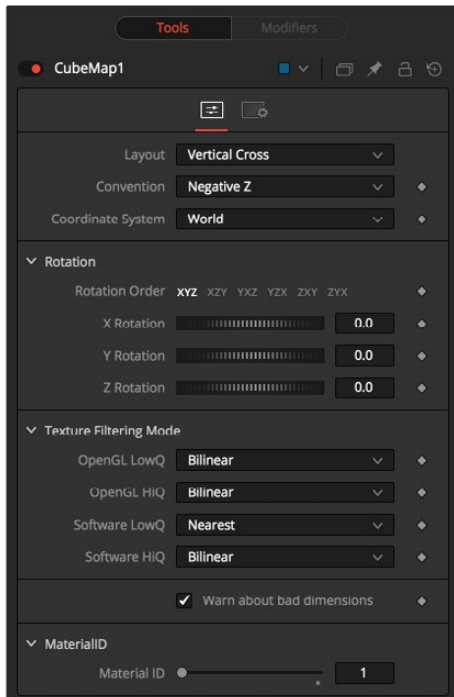 Tools Modifiers
CubeMap1
Layout Vertical Cross
Convention Negative Z
Coordinate System World
Rotation
Rotation Order XYZ XZY YXZ YZX ZXY ZYX
X Rotation 0.0
Y Rotation 0.0
Z Rotation 0.0
Texture Filtering Mode
OpenGL LowQ Bilinear
OpenGL HiQ Bilinear
Software LowQ Nearest
Software HiQ Bilinear
Warn about bad dimensions
MaterialID
Material ID 1